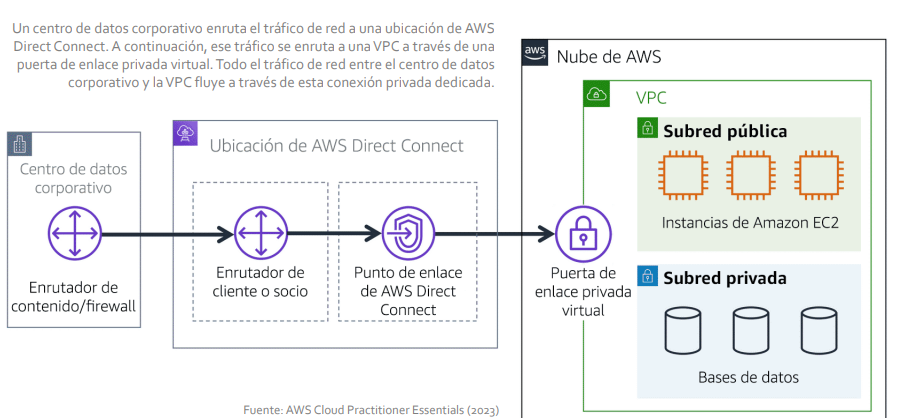 Un centro de datos corporativo enruta el tráfico de red a una ubicación de AWS
Direct Connect. A continuación, ese tráfico se enruta a una VPC a través de una
puerta de enlace privada virtual. Todo el tráfico de red entre el centro de datos
corporativo y la VPC fluye a través de esta conexión privada dedicada.
aws
Nube de AWS
VPC
Subred pública
Instancias de Amazon EC2
Ubicación de AWS Direct Connect
Centro de datos
corporativo
Enrutador de
contenido/firewall
Enrutador de
cliente o socio
Punto de enlace
de AWS Direct
Connect
Puerta de
enlace privada
virtual
Subred privada
Bases de datos
Fuente: AWS Cloud Practitioner Essentials (2023)